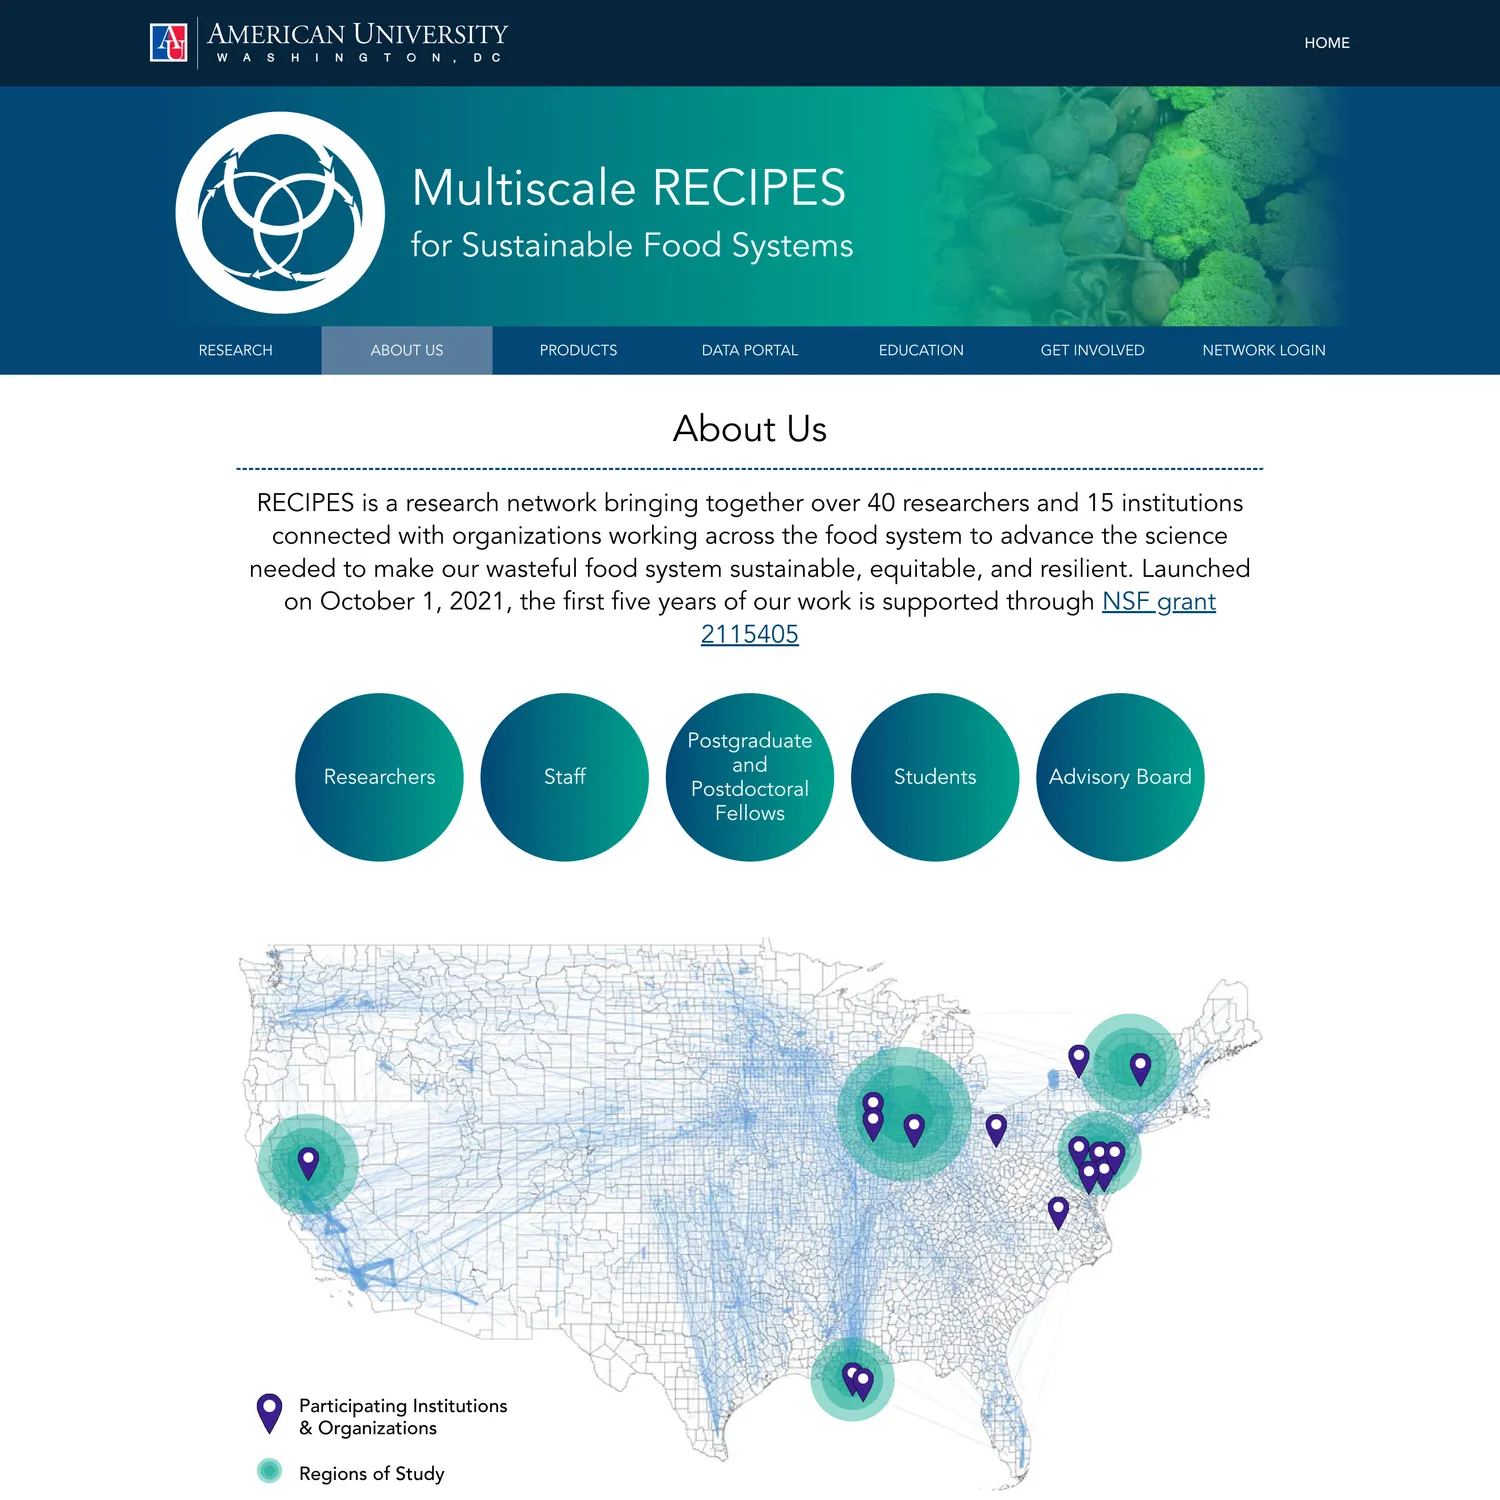 AU
AMERICAN UNIVERSITY
WASHINGTON, DC
HOME
Multiscale RECIPES
for Sustainable Food Systems
RESEARCH
ABOUT US
PRODUCTS
DATA PORTAL
EDUCATION
GET INVOLVED
NETWORK LOGIN
About Us
RECIPES is a research network bringing together over 40 researchers and 15 institutions
connected with organizations working across the food system to advance the science
needed to make our wasteful food system sustainable, equitable, and resilient. Launched
on October 1, 2021, the first five years of our work is supported through NSF grant
2115405
Researchers
Staff
Postgraduate
and
Postdoctoral
Fellows
Students
Advisory Board
Participating Institutions
& Organizations
Regions of Study